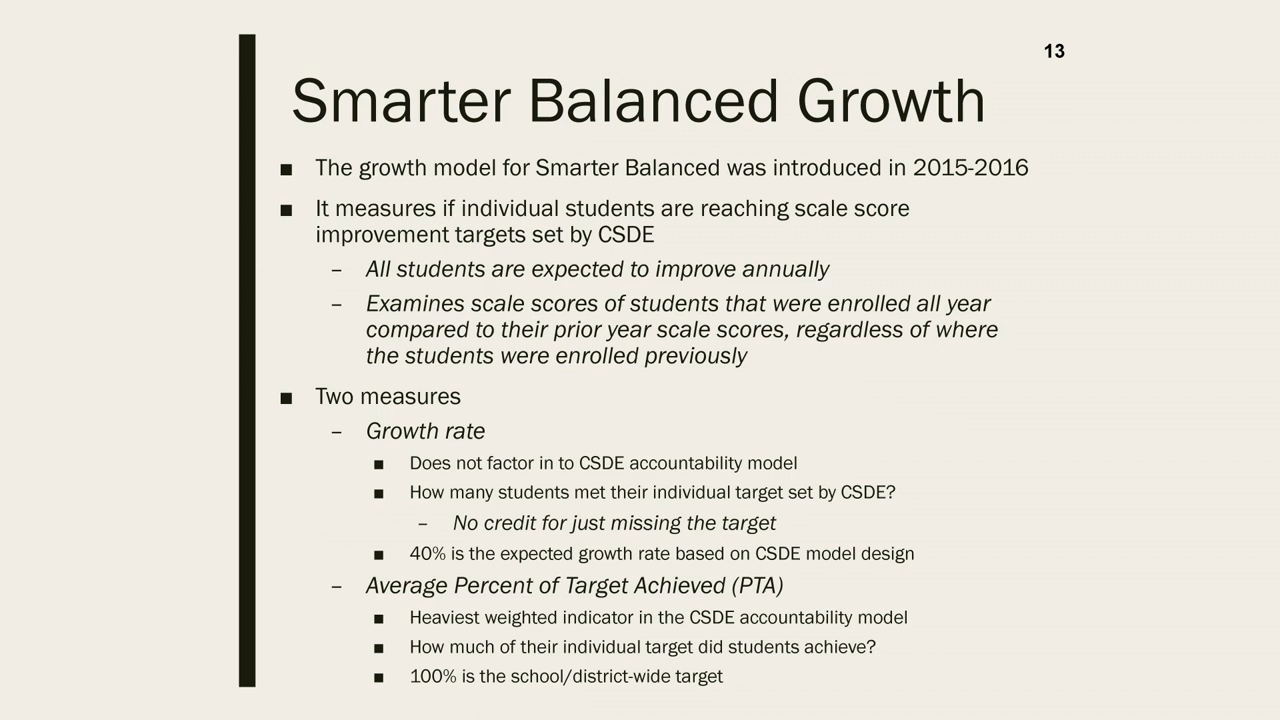 13
Smarter Balanced Growth
■ The growth model for Smarter Balanced was introduced in 2015-2016
■ It measures if individual students are reaching scale score
improvement targets set by CSDE
– All students are expected to improve annually
– Examines scale scores of students that were enrolled all year
compared to their prior year scale scores, regardless of where
the students were enrolled previously
■ Two measures
– Growth rate
■ Does not factor in to CSDE accountability model
■ How many students met their individual target set by CSDE?
– No credit for just missing the target
■ 40% is the expected growth rate based on CSDE model design
– Average Percent of Target Achieved (PTA)
■ Heaviest weighted indicator in the CSDE accountability model
■ How much of their individual target did students achieve?
■ 100% is the school/district-wide target